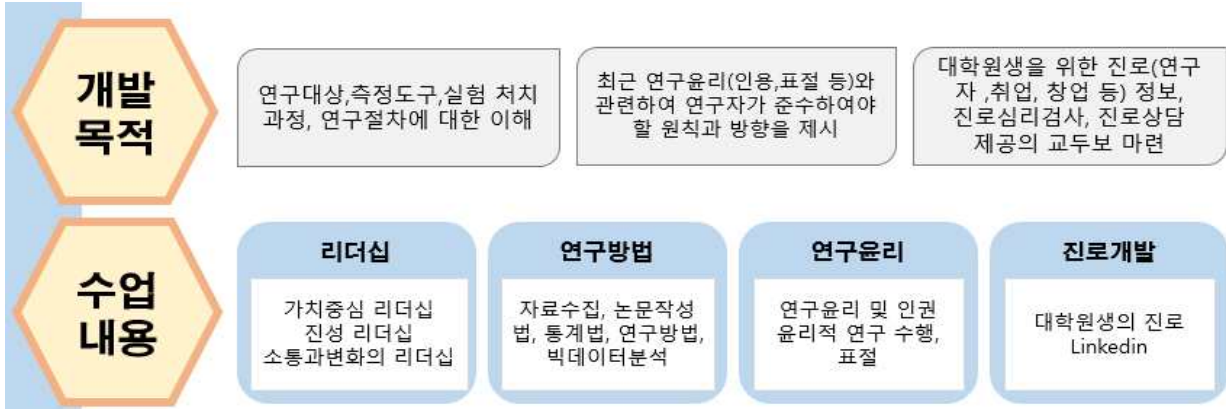 개발
목적
연구대상,측정도구,실험 처치
과정, 연구절차에 대한 이해
최근 연구윤리(인용,표절 등)와
관련하여 연구자가 준수하여야
할 원칙과 방향을 제시
대학원생을 위한 진로(연구
자 ,취업, 창업 등) 정보,
진로심리검사, 진로상담
제공의 교두보 마련
수업
내용
리더십
가치중심 리더십
진성 리더십
소통과변화의 리더십
연구방법
자료수집, 논문작성
법, 통계법, 연구방법,
빅데이터분석
연구윤리
연구윤리 및 인권
윤리적 연구 수행,
표절
진로개발
대학원생의 진로
Linkedin